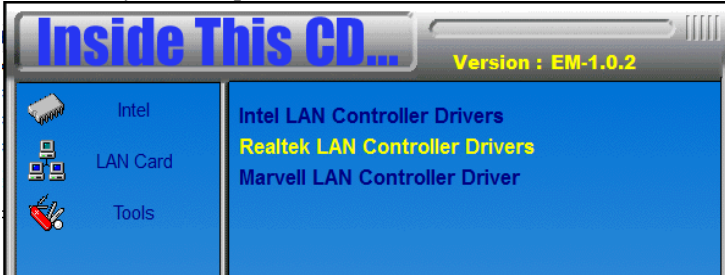 Inside This CD...
Version : EM-1.0.2
Intel
LAN Card
Tools
Intel LAN Controller Drivers
Realtek LAN Controller Drivers
Marvell LAN Controller Driver